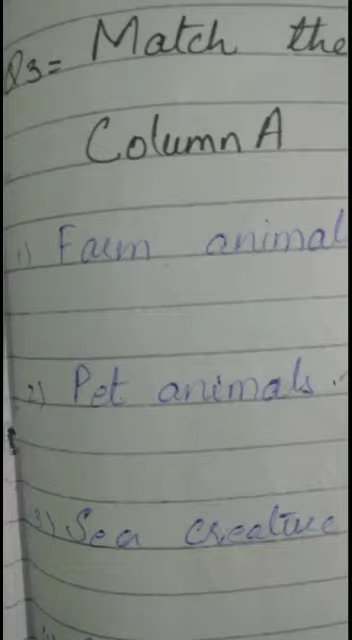 Q3= Match the
Column A
1) Farm animal
2) Pet animals.
3) Sea creature